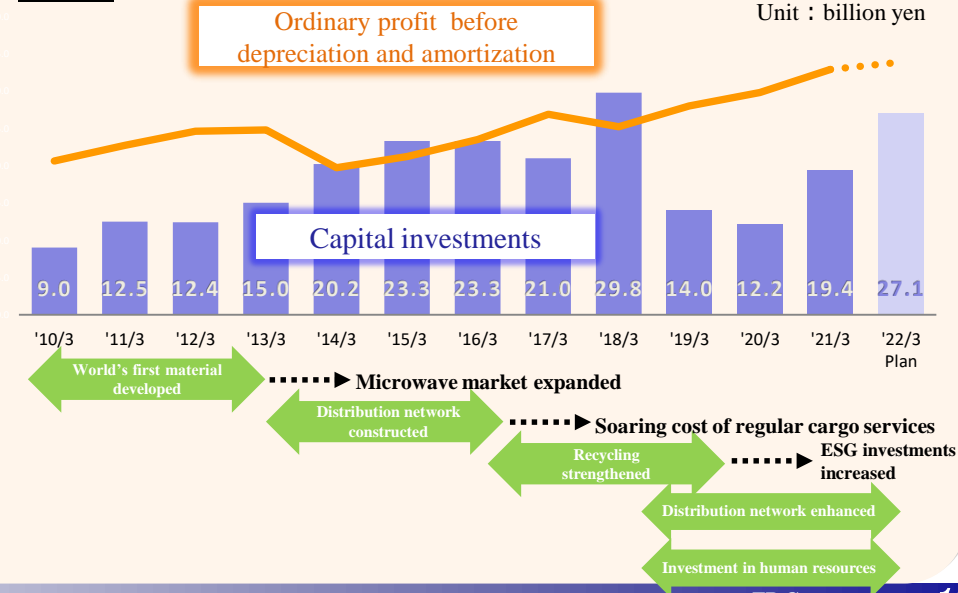 Ordinary profit before
depreciation and amortization
Unit：billion yen
Capital investments
9.0 12.5 12.4 15.0 20.2 23.3 23.3 21.0 29.8 14.0 12.2 19.4 27.1
'10/3 '11/3 '12/3 '13/3 '14/3 '15/3 '16/3 '17/3 '18/3 '19/3 '20/3 '21/3 '22/3
Plan
World's first material
developed
Microwave market expanded
Distribution network
constructed
Soaring cost of regular cargo services
Recycling
strengthened
ESG investments
increased
Distribution network enhanced
Investment in human resources